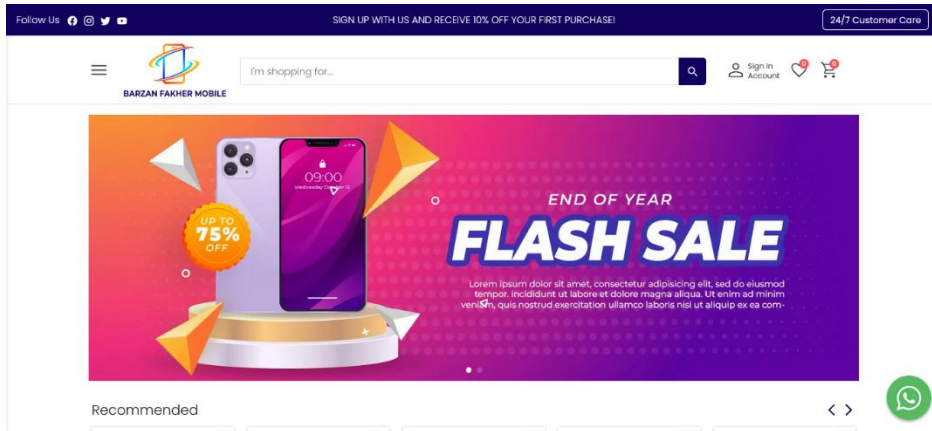 Follow Us
SIGN UP WITH US AND RECEIVE 10% OFF YOUR FIRST PURCHASE!
24/7 Customer Care
BARZAN FAKHER MOBILE
I'm shopping for...
Sign In
Account
0
0
09:00
UP TO
75%
OFF
END OF YEAR
FLASH SALE
Lorem ipsum dolor sit amet, consectetur adipisicing elit, sed do eiusmod
tempor. incididunt ut labore et dolore magna aliqua. Ut enim ad minim
veniam, quis nostrud exercitation ullamco laboris nisi ut aliquip ex ea com-
Recommended